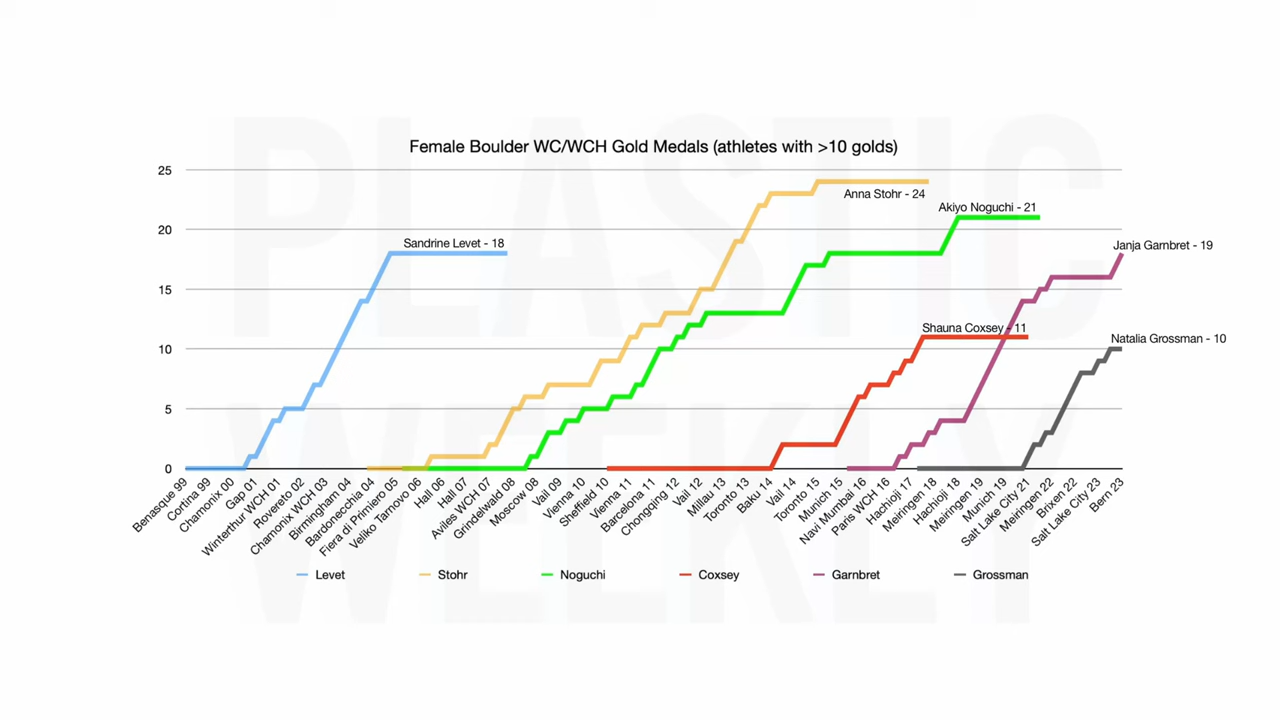 PLASTIC
WEEKLY
Female Boulder WC/WCH Gold Medals (athletes with >10 golds)
25
20
15
10
5
0
Sandrine Levet - 18
Anna Stohr - 24
Akiyo Noguchi - 21
Janja Garnbret - 19
Shauna Coxsey - 11
Natalia Grossman - 10
Benasque 99
Cortina 99
Chamonix 00
Gap 01
Winterthur WCH 01
Rovereto 02
Chamonix WCH 03
Birmingham 04
Bardonecchia 04
Fiera di Primiero 05
Veliko Tarnovo 06
Hall 06
Hall 07
Aviles WCH 07
Grindelwald 08
Moscow 08
Vail 09
Vienna 10
Sheffield 10
Vienna 11
Barcelona 11
Chongqing 12
Vail 12
Millau 13
Toronto 13
Baku 14
Vail 14
Toronto 15
Munich 15
Navi Mumbai 16
Paris WCH 16
Hachioji 17
Meiringen 18
Hachioji 18
Meiringen 19
Munich 19
Salt Lake City 21
Meiringen 22
Brixen 22
Salt Lake City 23
Bern 23
Levet
Stohr
Noguchi
Coxsey
Garnbret
Grossman